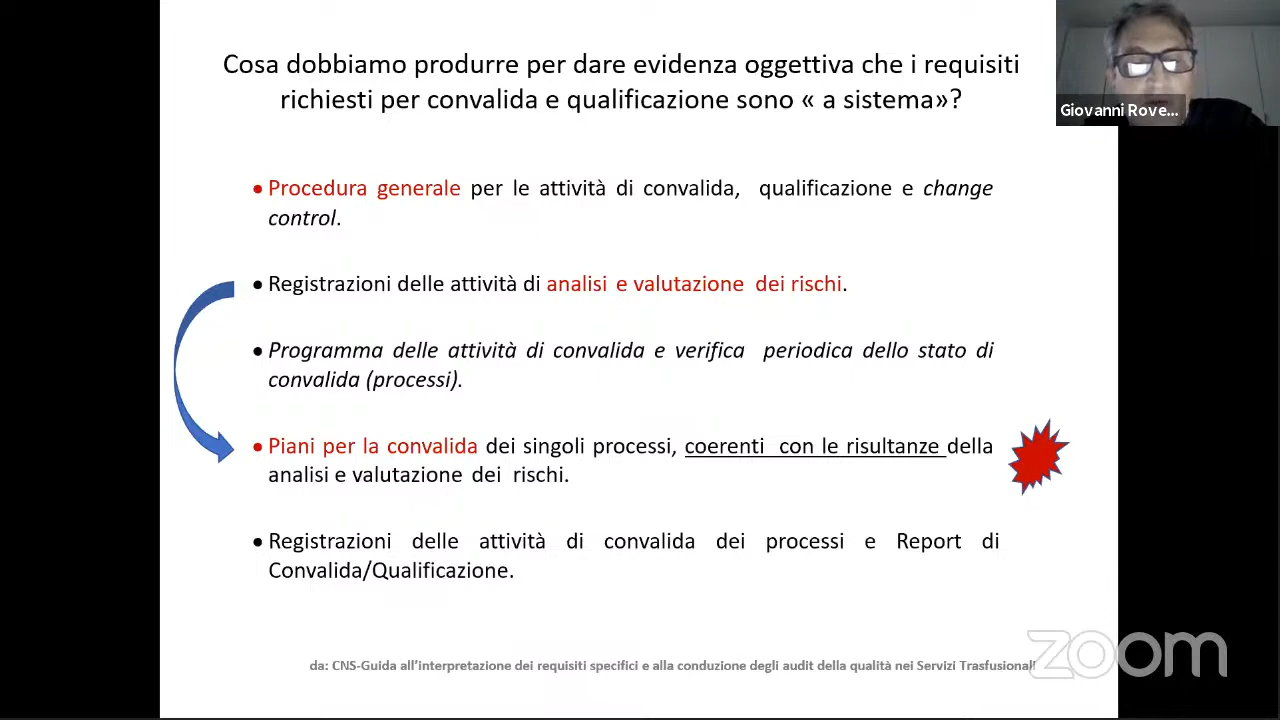 Cosa dobbiamo produrre per dare evidenza oggettiva che i requisiti
richiesti per convalida e qualificazione sono « a sistema»?
Giovanni Rove...
• Procedura generale per le attività di convalida, qualificazione e change
control.
• Registrazioni delle attività di analisi e valutazione dei rischi.
• Programma delle attività di convalida e verifica periodica dello stato di
convalida (processi).
• Piani per la convalida dei singoli processi, coerenti con le risultanze della
analisi e valutazione dei rischi.
• Registrazioni delle attività di convalida dei processi e Report di
Convalida/Qualificazione.
da: CNS-Guida all'interpretazione dei requisiti specifici e alla conduzione degli audit della qualità nei Servizi Trasfusionali
zoom